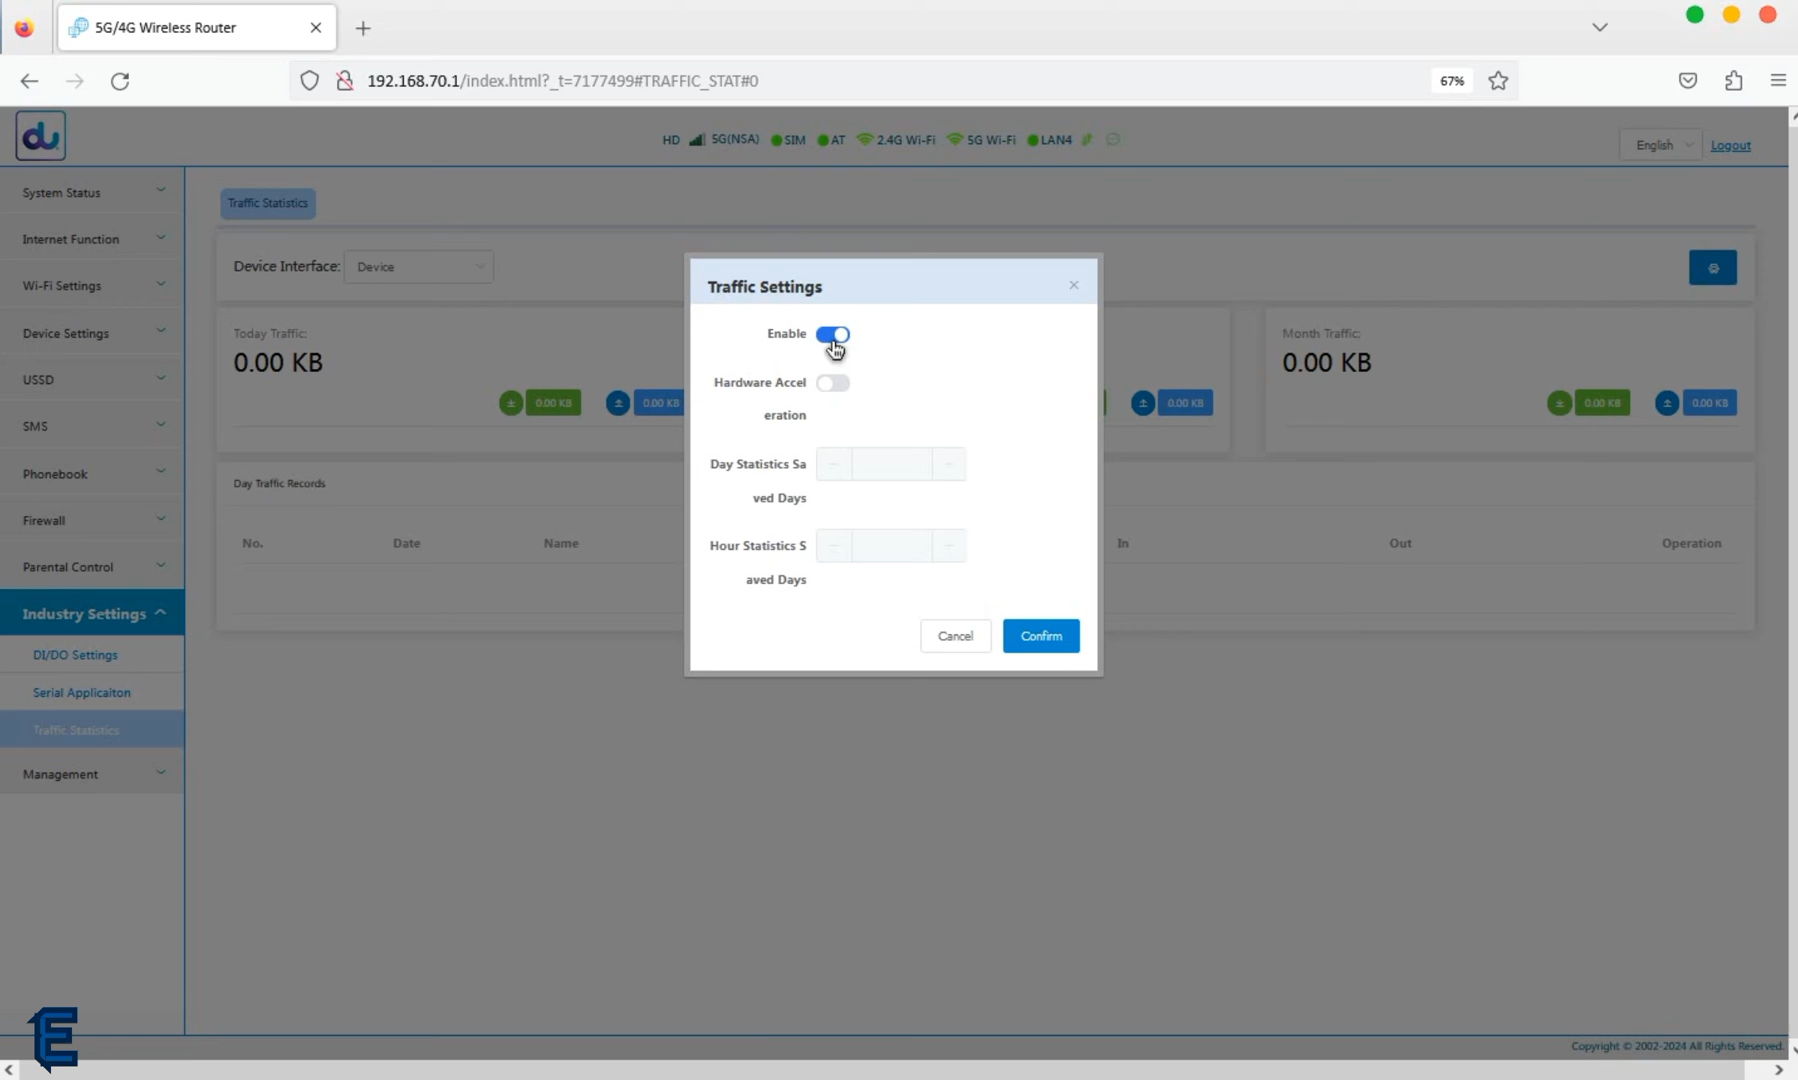 5G/4G Wireless Router
192.168.70.1/index.html?_t=7177499#TRAFFIC_STAT#0
67%
du
HD 5G(NSA) SIM AT 2.4G Wi-Fi 5G Wi-Fi LAN4
English
Logout
System Status
Internet Function
Wi-Fi Settings
Device Settings
USSD
SMS
Phonebook
Firewall
Parental Control
Industry Settings
DI/DO Settings
Serial Applicaiton
Traffic Statistics
Management
Traffic Statistics
Device Interface: Device
Today Traffic:
0.00 KB
0.00 KB 0.00 KB
0.00 KB
Month Traffic:
0.00 KB
0.00 KB 0.00 KB
Day Traffic Records
No. Date Name In Out Operation
Traffic Settings
Enable
Hardware Accel
eration
Day Statistics Sa
ved Days
Hour Statistics S
aved Days
Cancel Confirm
E
Copyright © 2002-2024 All Rights Reserved.